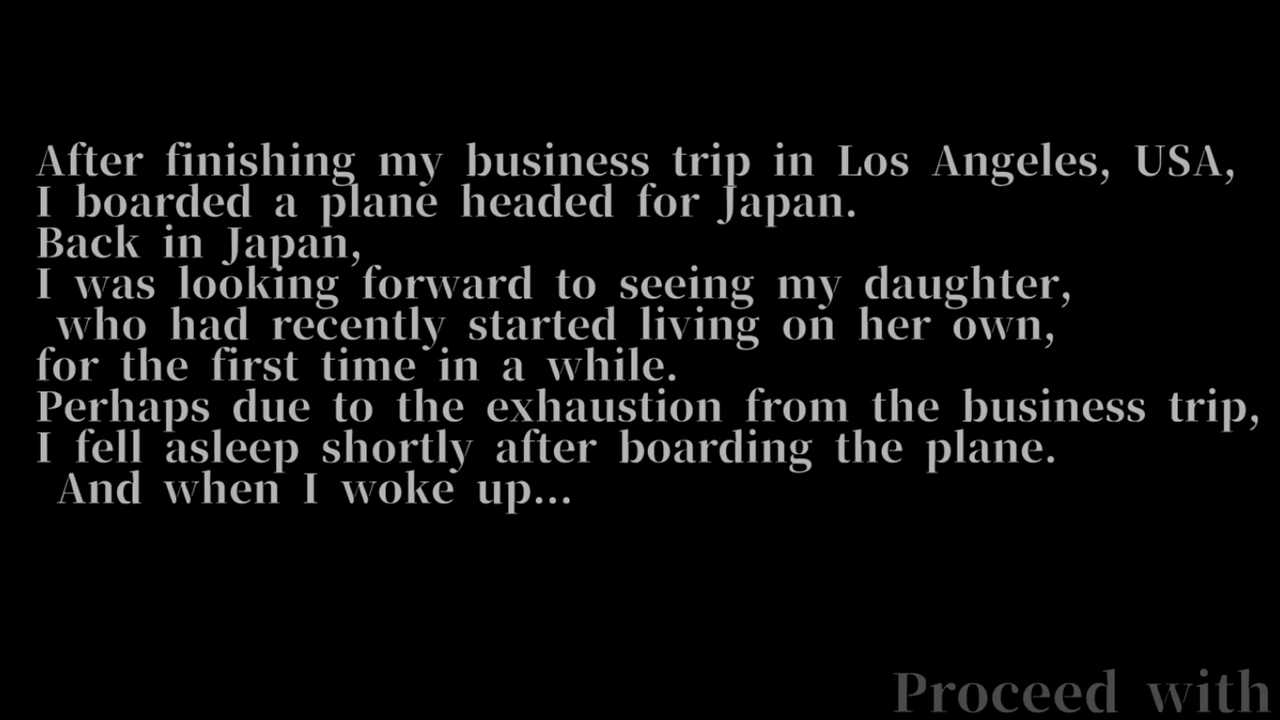 After finishing my business trip in Los Angeles, USA,
I boarded a plane headed for Japan.
Back in Japan,
I was looking forward to seeing my daughter,
who had recently started living on her own,
for the first time in a while.
Perhaps due to the exhaustion from the business trip,
I fell asleep shortly after boarding the plane.
And when I woke up...
Proceed with